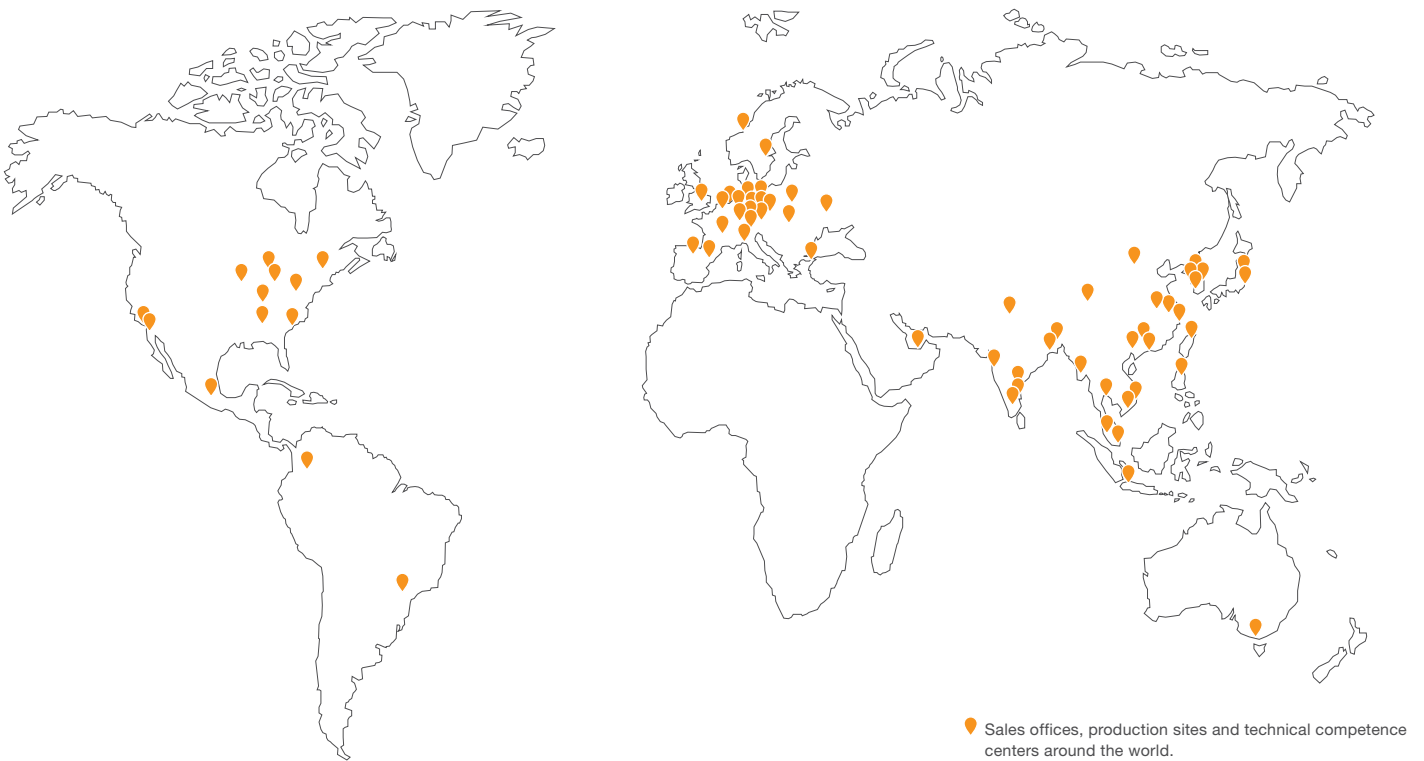 Sales offices, production sites and technical competence
centers around the world.